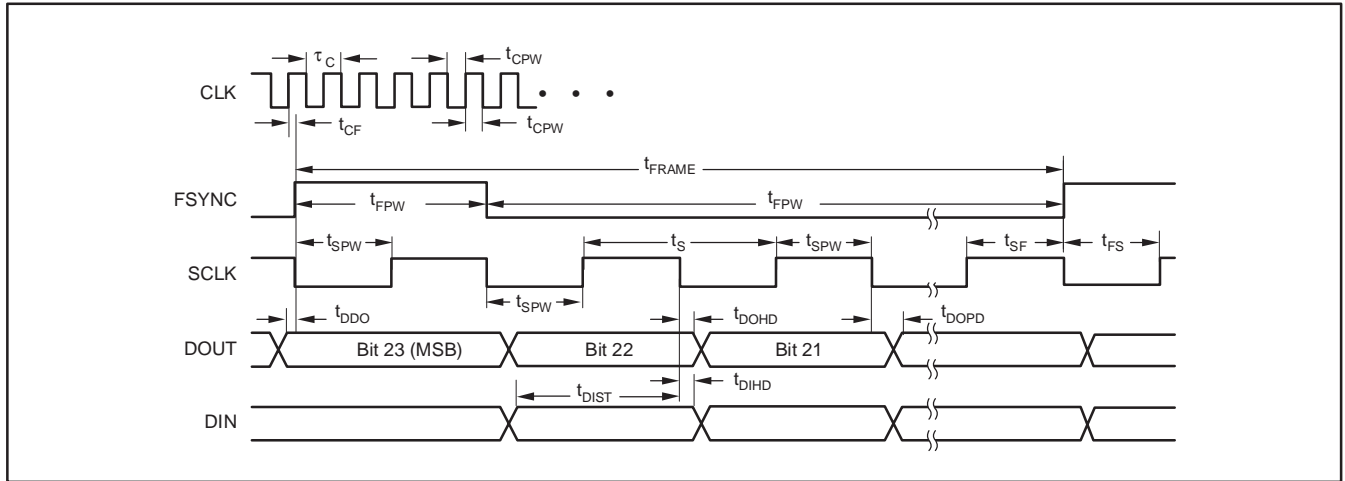 τC tCPW
CLK • • •
tCF tCPW
tFRAME
FSYNC tFPW tFPW
tSPW tS tSPW tSF tFS
SCLK
tSPW
tDDO tDOHD tDOPD
DOUT Bit 23 (MSB) Bit 22 Bit 21
tDIST tDIHD
DIN